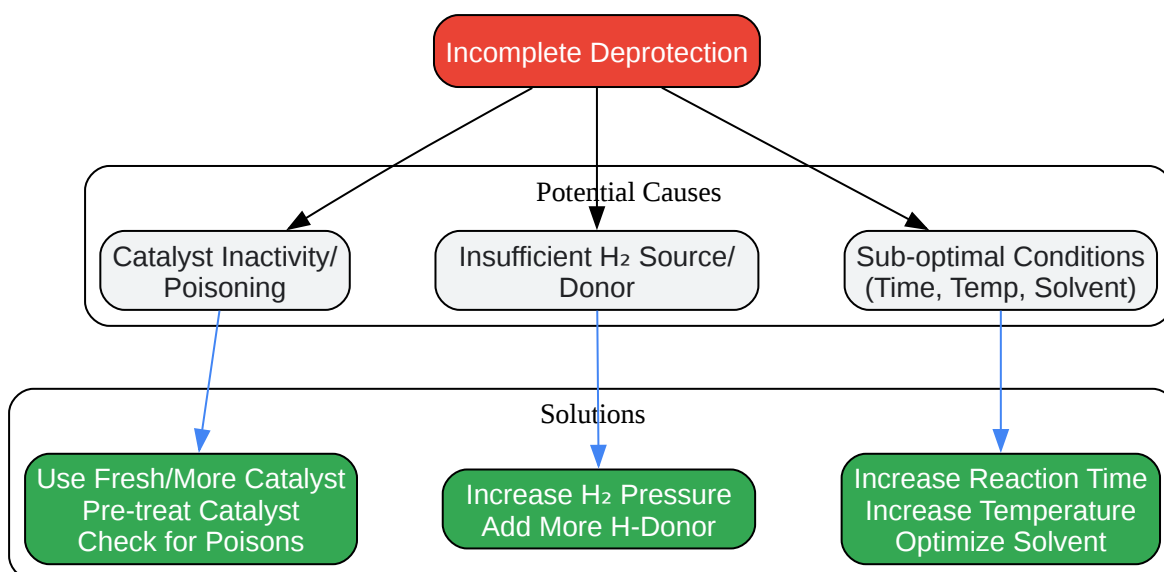 Incomplete Deprotection
Potential Causes
Catalyst Inactivity/
Poisoning
Insufficient H₂ Source/
Donor
Sub-optimal Conditions
(Time, Temp, Solvent)
Solutions
Use Fresh/More Catalyst
Pre-treat Catalyst
Check for Poisons
Increase H₂ Pressure
Add More H-Donor
Increase Reaction Time
Increase Temperature
Optimize Solvent